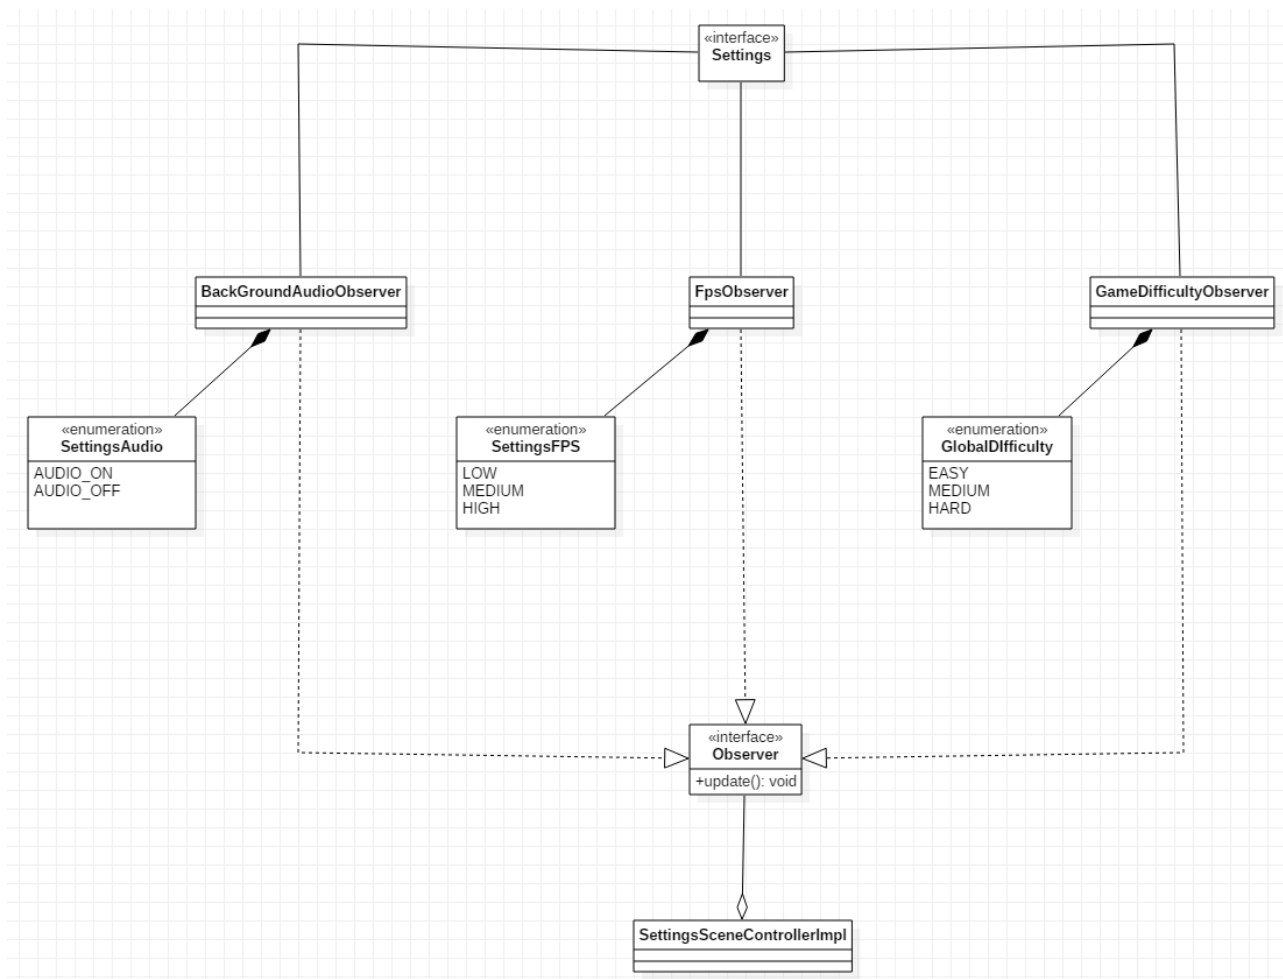 «interface»
Settings
BackGroundAudioObserver
FpsObserver
GameDifficultyObserver
«enumeration»
SettingsAudio
AUDIO_ON
AUDIO_OFF
«enumeration»
SettingsFPS
LOW
MEDIUM
HIGH
«enumeration»
GlobalDIfficulty
EASY
MEDIUM
HARD
«interface»
Observer
+update(): void
SettingsSceneControllerImpl